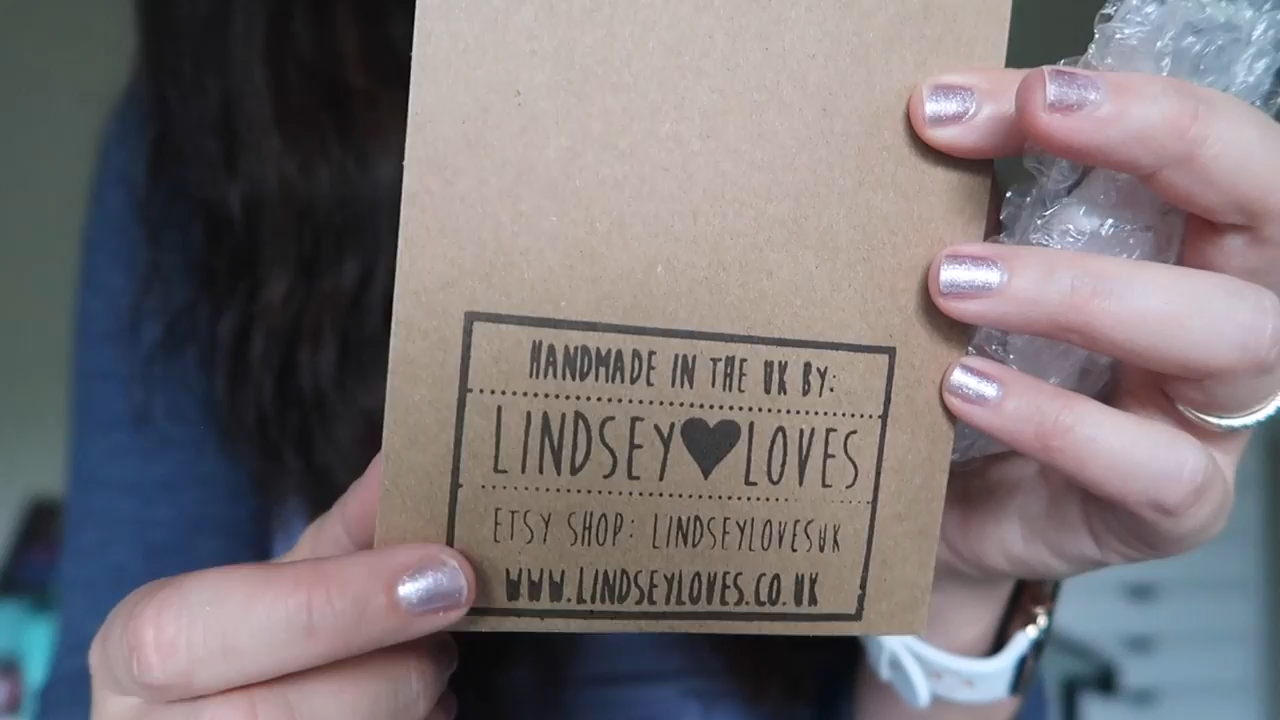 HANDMADE IN THE UK BY:
LINDSEY♥LOVES
ETSY SHOP: LINDSEYLOVESUK
WWW.LINDSEYLOVES.CO.UK